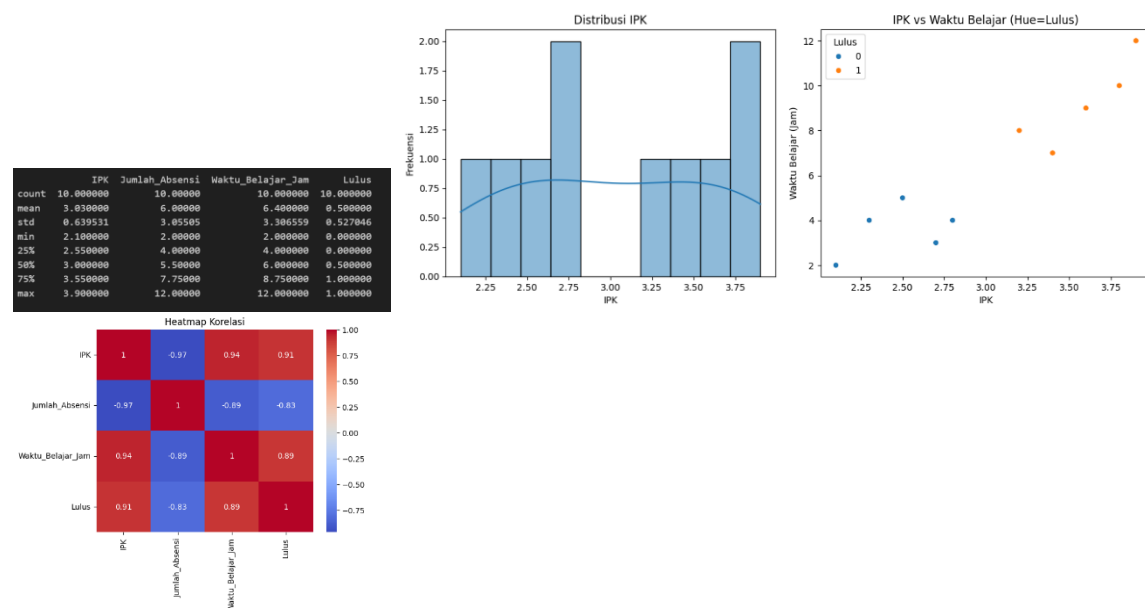 IPK Jumlah_Absensi Waktu_Belajar_Jam Lulus
count 10.000000 10.00000 10.000000 10.000000
mean 3.030000 6.00000 6.400000 0.500000
std 0.639531 3.05505 3.306559 0.527046
min 2.100000 2.00000 2.000000 0.000000
25% 2.550000 4.00000 4.000000 0.000000
50% 3.000000 5.50000 6.000000 0.500000
75% 3.550000 7.75000 8.750000 1.000000
max 3.900000 12.00000 12.000000 1.000000
Distribusi IPK
Frekuensi
2.00
1.75
1.50
1.25
1.00
0.75
0.50
0.25
0.00
2.25 2.50 2.75 3.00 3.25 3.50 3.75
IPK
IPK vs Waktu Belajar (Hue=Lulus)
Lulus
0
1
Waktu Belajar (Jam)
12
10
8
6
4
2
2.25 2.50 2.75 3.00 3.25 3.50 3.75
IPK
Heatmap Korelasi
IPK 1 -0.97 0.94 0.91
Jumlah_Absensi -0.97 1 -0.89 -0.83
Waktu_Belajar_Jam 0.94 -0.89 1 0.89
Lulus 0.91 -0.83 0.89 1
IPK
Jumlah_Absensi
Waktu_Belajar_Jam
Lulus
1.00
0.75
0.50
0.25
0.00
−0.25
−0.50
−0.75